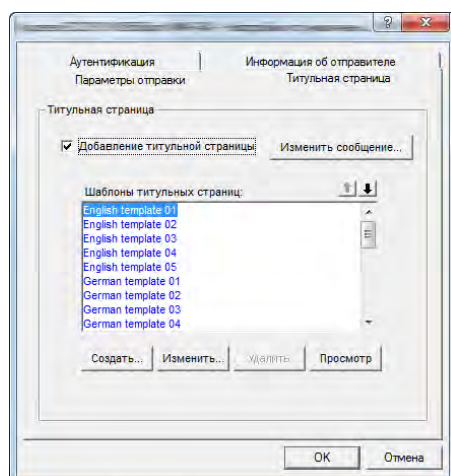 Аутентификация Информация об отправителе
Параметры отправки Титульная страница
Титульная страница
Добавление титульной страницы Изменить сообщение...
Шаблоны титульных страниц:
English template 01
English template 02
English template 03
English template 04
English template 05
German template 01
German template 02
German template 03
German template 04
Создать... Изменить... Удалить Просмотр
OK Отмена